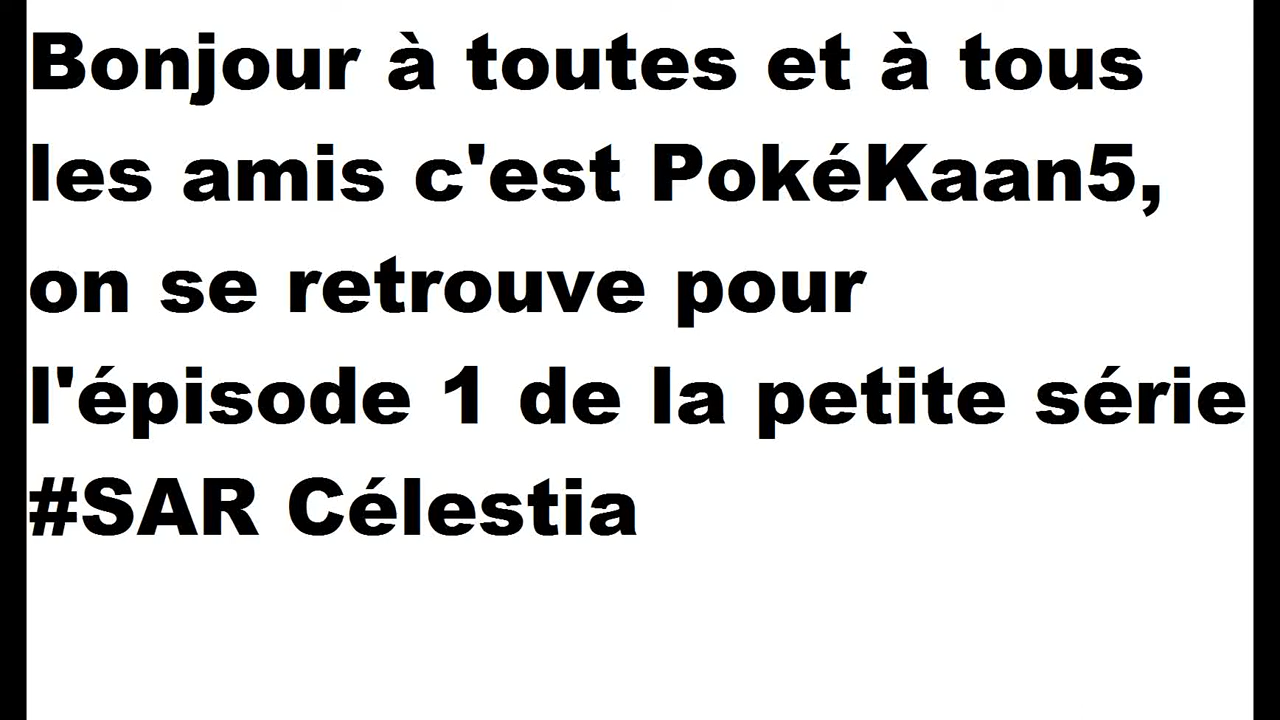 Bonjour à toutes et à tous
les amis c'est PokéKaan5,
on se retrouve pour
l'épisode 1 de la petite série
#SAR Célestia